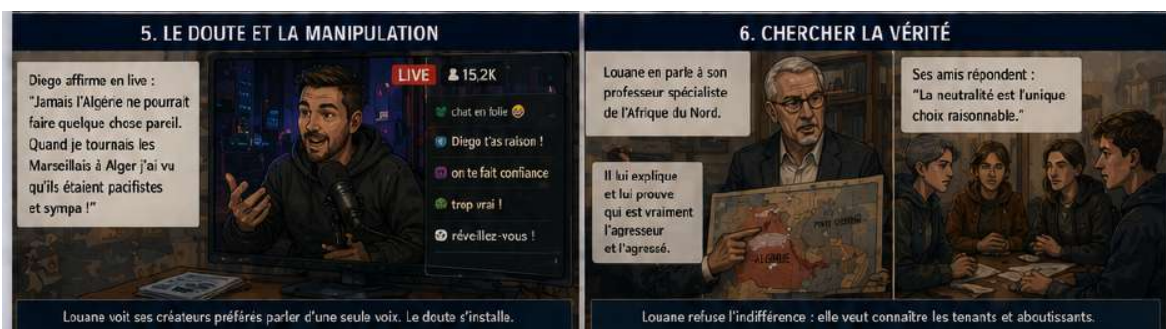 5. LE DOUTE ET LA MANIPULATION
Diego affirme en live :
"Jamais l'Algérie ne pourrait
faire quelque chose pareil.
Quand je tournais les
Marseillais à Alger j'ai vu
qu'ils étaient pacifistes
et sympa !"
LIVE 15,2K
chat en folie 😂
Diego t'as raison !
on te fait confiance
trop vrai !
réveillez-vous !
Louane voit ses créateurs préférés parler d'une seule voix. Le doute s'installe.
6. CHERCHER LA VÉRITÉ
Louane en parle à son
professeur spécialiste
de l'Afrique du Nord.
Il lui explique
et lui prouve
qui est vraiment
l'agresseur
et l'agressé.
ALGÉRIE
Ses amis répondent :
"La neutralité est l'unique
choix raisonnable."
Louane refuse l'indifférence : elle veut connaître les tenants et aboutissants.